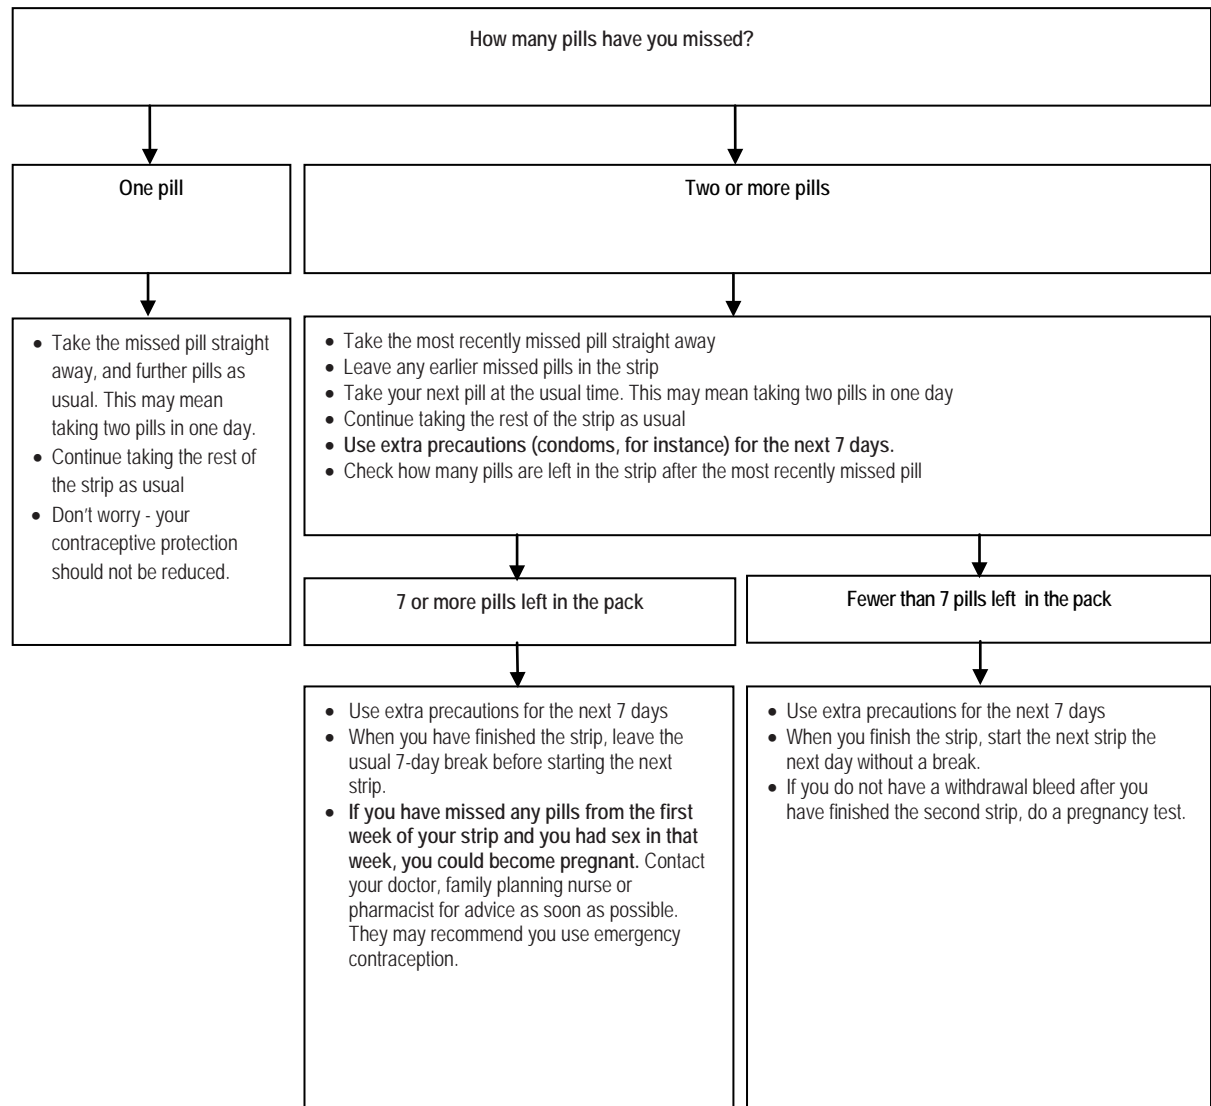 How many pills have you missed?
One pill
Two or more pills
• Take the missed pill straight
away, and further pills as
usual. This may mean
taking two pills in one day.
• Continue taking the rest of
the strip as usual
• Don't worry - your
contraceptive protection
should not be reduced.
• Take the most recently missed pill straight away
• Leave any earlier missed pills in the strip
• Take your next pill at the usual time. This may mean taking two pills in one day
• Continue taking the rest of the strip as usual
• Use extra precautions (condoms, for instance) for the next 7 days.
• Check how many pills are left in the strip after the most recently missed pill
7 or more pills left in the pack
Fewer than 7 pills left in the pack
• Use extra precautions for the next 7 days
• When you have finished the strip, leave the
usual 7-day break before starting the next
strip.
• If you have missed any pills from the first
week of your strip and you had sex in that
week, you could become pregnant. Contact
your doctor, family planning nurse or
pharmacist for advice as soon as possible.
They may recommend you use emergency
contraception.
• Use extra precautions for the next 7 days
• When you finish the strip, start the next strip the
next day without a break.
• If you do not have a withdrawal bleed after you
have finished the second strip, do a pregnancy test.